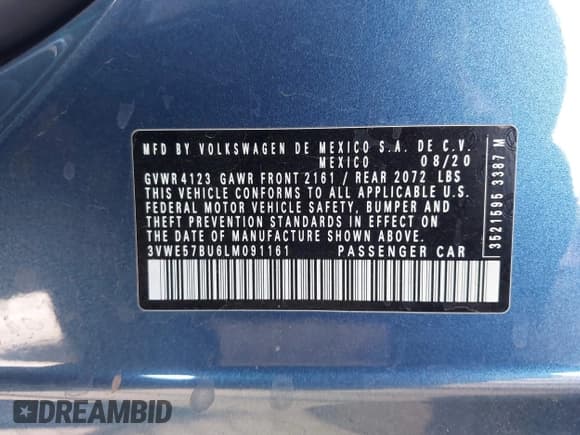 MFD BY VOLKSWAGEN DE MEXICO S.A. DE C.V.
MEXICO 08/20
GVWR 4123 GAWR FRONT 2161 / REAR 2072 LBS
THIS VEHICLE CONFORMS TO ALL APPLICABLE U.S.
FEDERAL MOTOR VEHICLE SAFETY, BUMPER AND
THEFT PREVENTION STANDARDS IN EFFECT ON
THE DATE OF MANUFACTURE SHOWN ABOVE.
3VWE57BU6LM091161 PASSENGER CAR
3521595 3387 M
DREAMBID